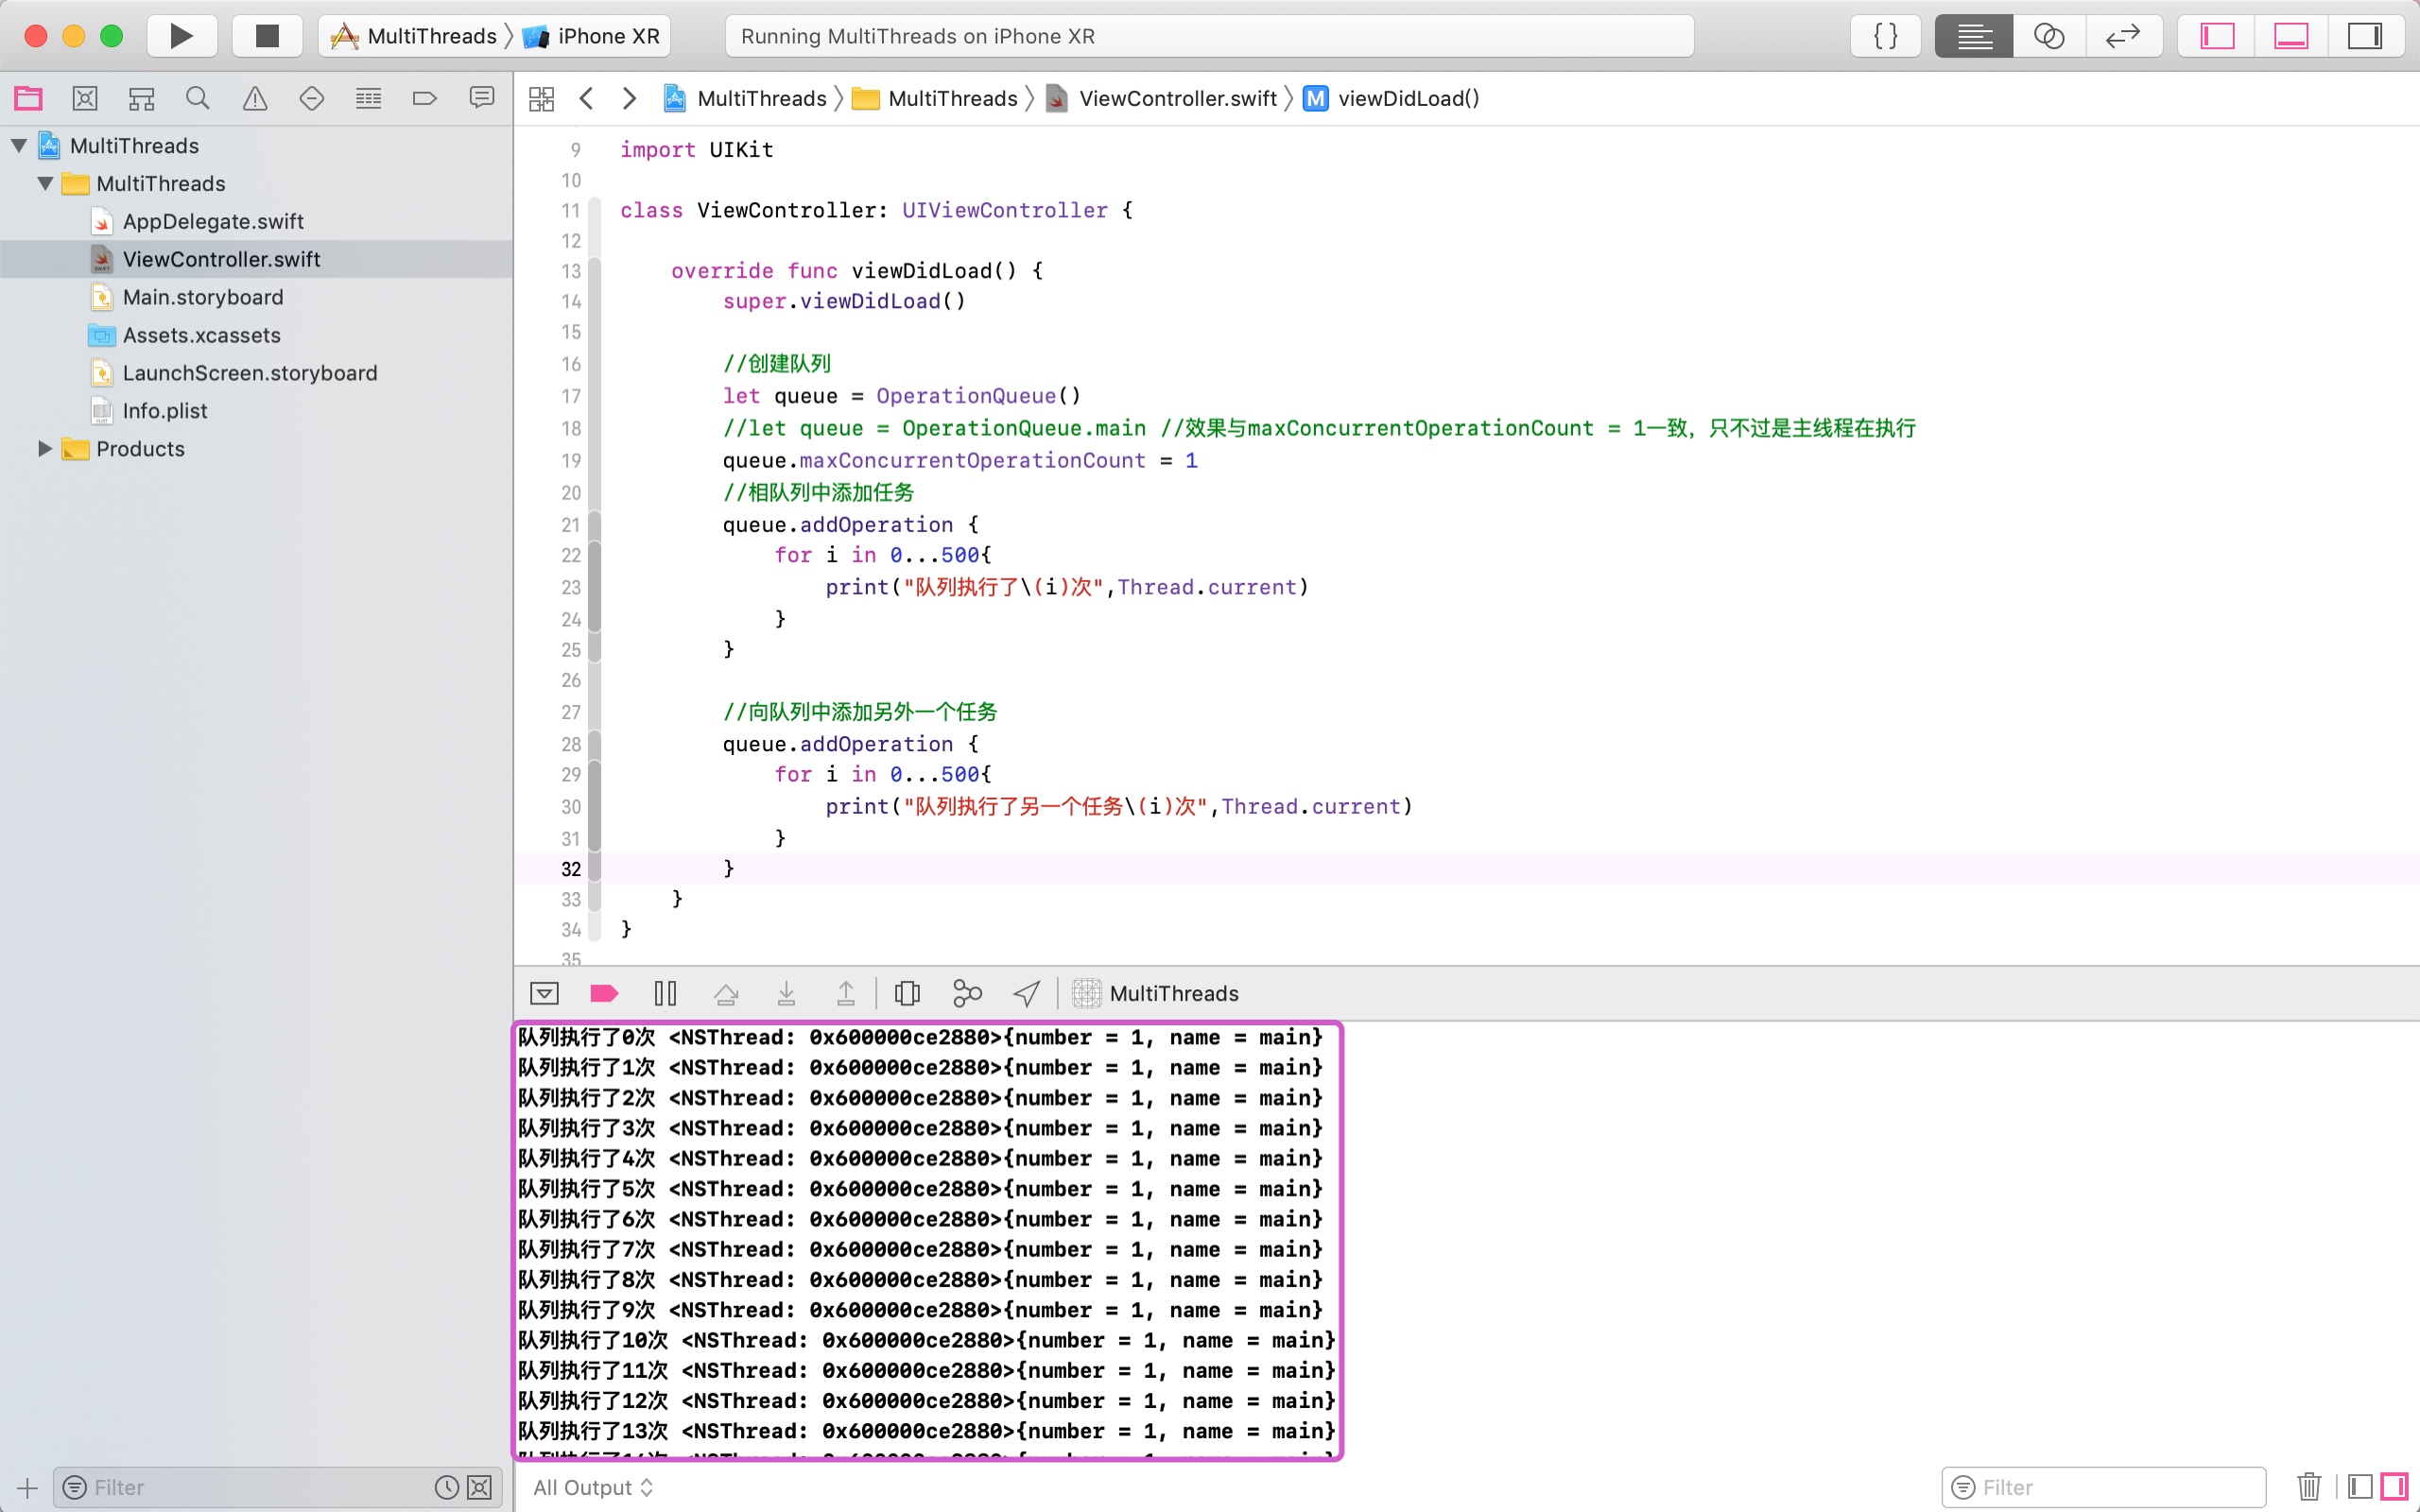 MultiThreads 〉 iPhone XR
Running MultiThreads on iPhone XR
{ }
MultiThreads
MultiThreads
AppDelegate.swift
ViewController.swift
Main.storyboard
Assets.xcassets
LaunchScreen.storyboard
Info.plist
Products
Filter
MultiThreads 〉 MultiThreads 〉 ViewController.swift 〉 M viewDidLoad()
9 import UIKit
10
11 class ViewController: UIViewController {
12
13 override func viewDidLoad() {
14 super.viewDidLoad()
15
16 //创建队列
17 let queue = OperationQueue()
18 //let queue = OperationQueue.main //效果与maxConcurrentOperationCount = 1一致，只不过是主线程在执行
19 queue.maxConcurrentOperationCount = 1
20 //相队列中添加任务
21 queue.addOperation {
22 for i in 0...500{
23 print("队列执行了\(i)次",Thread.current)
24 }
25 }
26
27 //向队列中添加另外一个任务
28 queue.addOperation {
29 for i in 0...500{
30 print("队列执行了另一个任务\(i)次",Thread.current)
31 }
32 }
33 }
34 }
35
MultiThreads
队列执行了0次 <NSThread: 0x600000ce2880>{number = 1, name = main}
队列执行了1次 <NSThread: 0x600000ce2880>{number = 1, name = main}
队列执行了2次 <NSThread: 0x600000ce2880>{number = 1, name = main}
队列执行了3次 <NSThread: 0x600000ce2880>{number = 1, name = main}
队列执行了4次 <NSThread: 0x600000ce2880>{number = 1, name = main}
队列执行了5次 <NSThread: 0x600000ce2880>{number = 1, name = main}
队列执行了6次 <NSThread: 0x600000ce2880>{number = 1, name = main}
队列执行了7次 <NSThread: 0x600000ce2880>{number = 1, name = main}
队列执行了8次 <NSThread: 0x600000ce2880>{number = 1, name = main}
队列执行了9次 <NSThread: 0x600000ce2880>{number = 1, name = main}
队列执行了10次 <NSThread: 0x600000ce2880>{number = 1, name = main}
队列执行了11次 <NSThread: 0x600000ce2880>{number = 1, name = main}
队列执行了12次 <NSThread: 0x600000ce2880>{number = 1, name = main}
队列执行了13次 <NSThread: 0x600000ce2880>{number = 1, name = main}
All Output
Filter